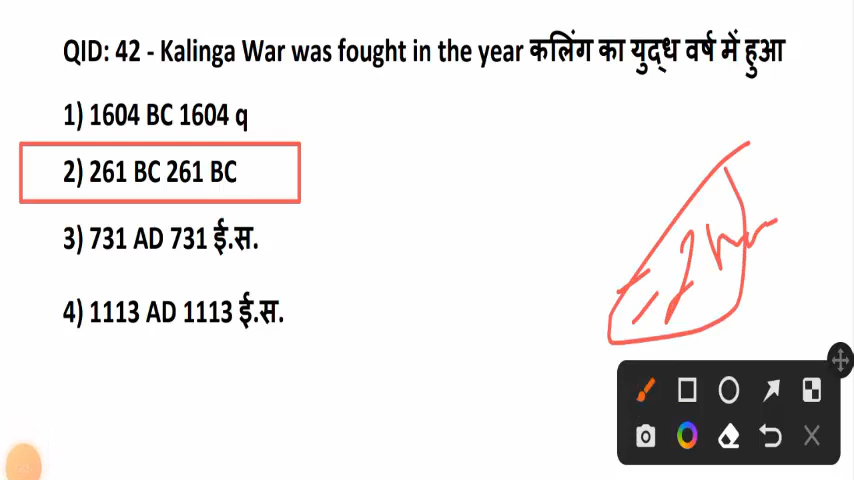 QID: 42 - Kalinga War was fought in the year कलिंग का युद्ध वर्ष में हुआ
1) 1604 BC 1604 q
2) 261 BC 261 BC
3) 731 AD 731 ई.स.
4) 1113 AD 1113 ई.स.